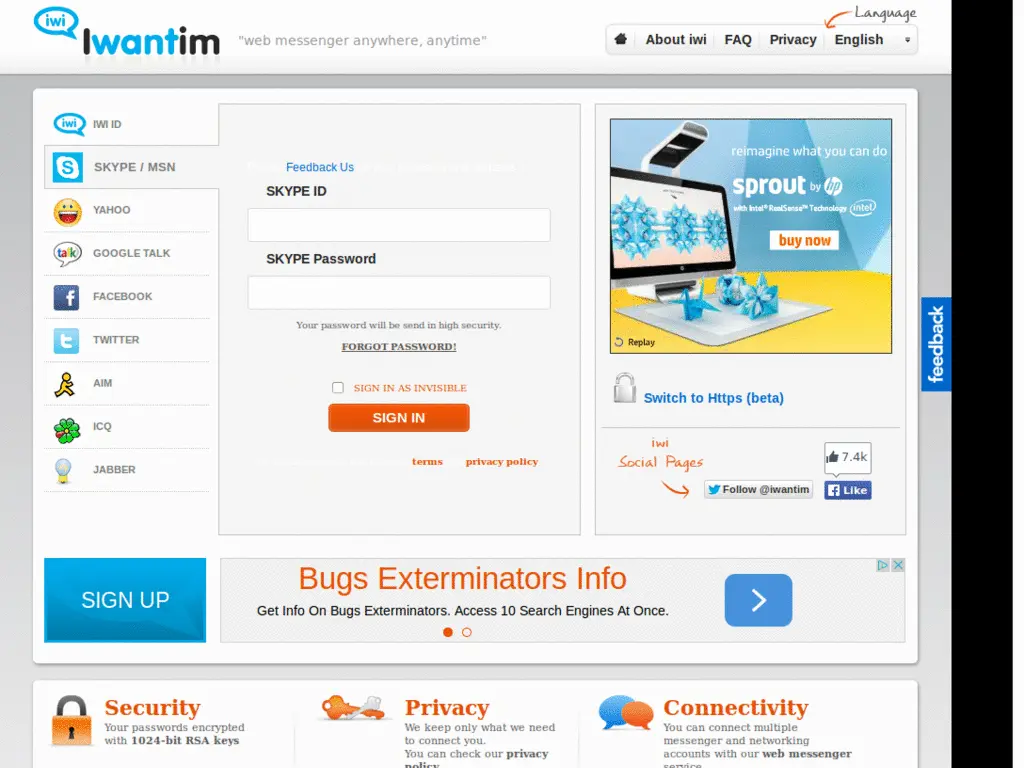 iwi
Iwantim
"web messenger anywhere, anytime"
Language
About iwi
FAQ
Privacy
English
iwi
IWI ID
SKYPE / MSN
YAHOO
talk
GOOGLE TALK
FACEBOOK
TWITTER
AIM
ICQ
JABBER
Feedback Us
SKYPE ID
SKYPE Password
Your password will be send in high security.
FORGOT PASSWORD!
SIGN IN AS INVISIBLE
SIGN IN
terms
privacy policy
reimagine what you can do
sprout by hp
with Intel® RealSense™ Technology intel
buy now
Replay
Switch to Https (beta)
iwi
Social Pages
7.4k
Follow @iwantim
Like
feedback
SIGN UP
Bugs Exterminators Info
Get Info On Bugs Exterminators. Access 10 Search Engines At Once.
Security
Your passwords encrypted
with 1024-bit RSA keys
Privacy
We keep only what we need
to connect you.
You can check our privacy
policy
Connectivity
You can connect multiple
messenger and networking
accounts with our web messenger
service